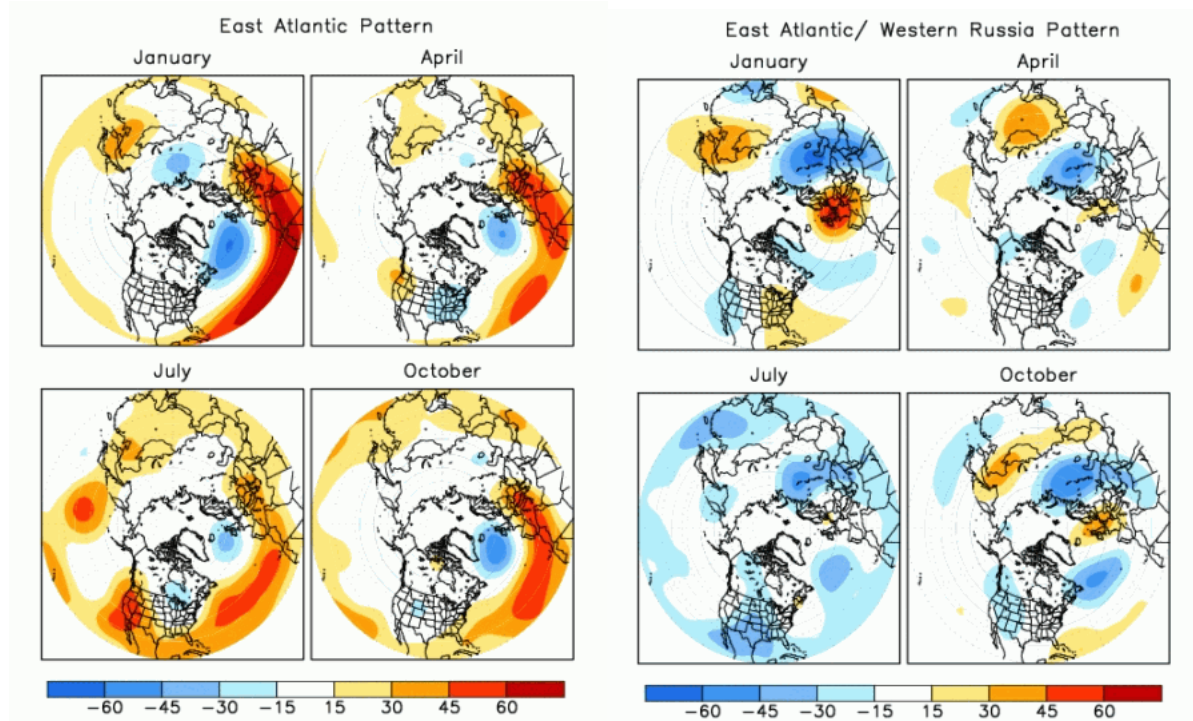 East Atlantic Pattern
January April
July October
-60 -45 -30 -15 15 30 45 60
East Atlantic/ Western Russia Pattern
January April
July October
-60 -45 -30 -15 15 30 45 60